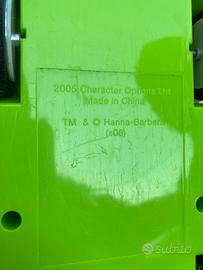 2005 Character Options Ltd
Made in China
TM & © Hanna-Barbera
(s06)
subito